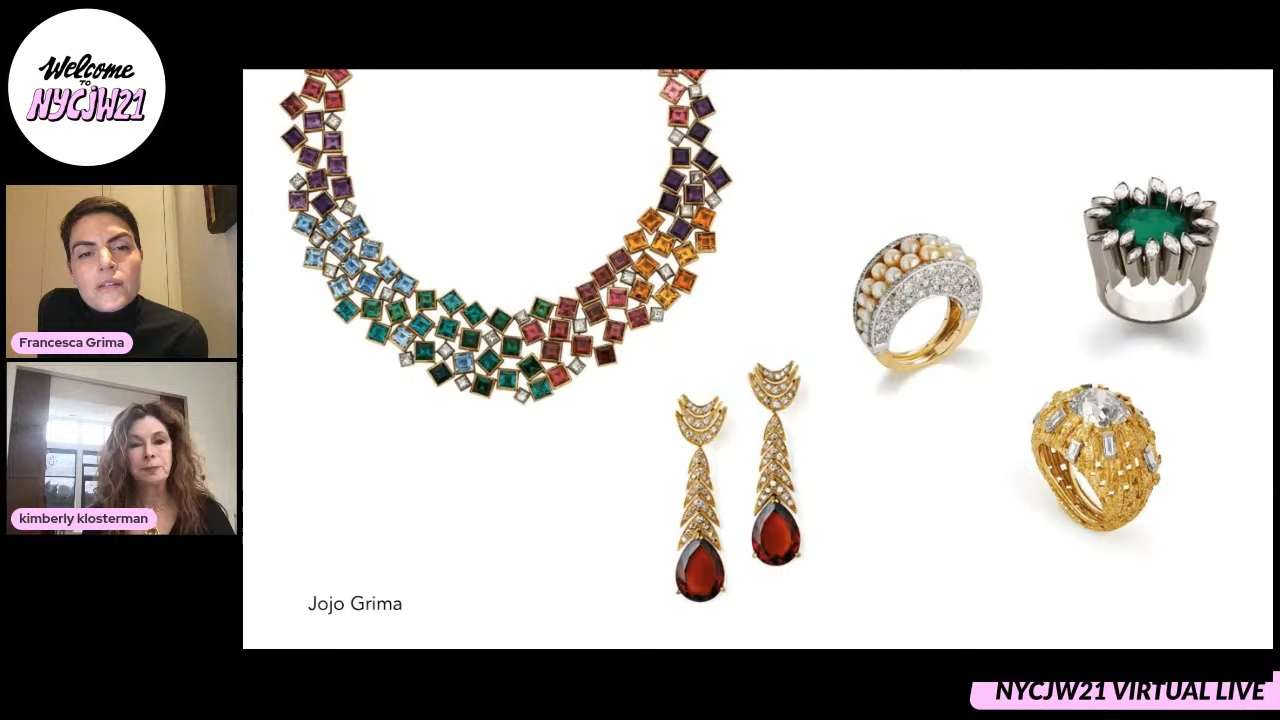 Welcome
TO
NYCJW21
Francesca Grima
kimberly klosterman
Jojo Grima
NYCJW21 VIRTUAL LIVE